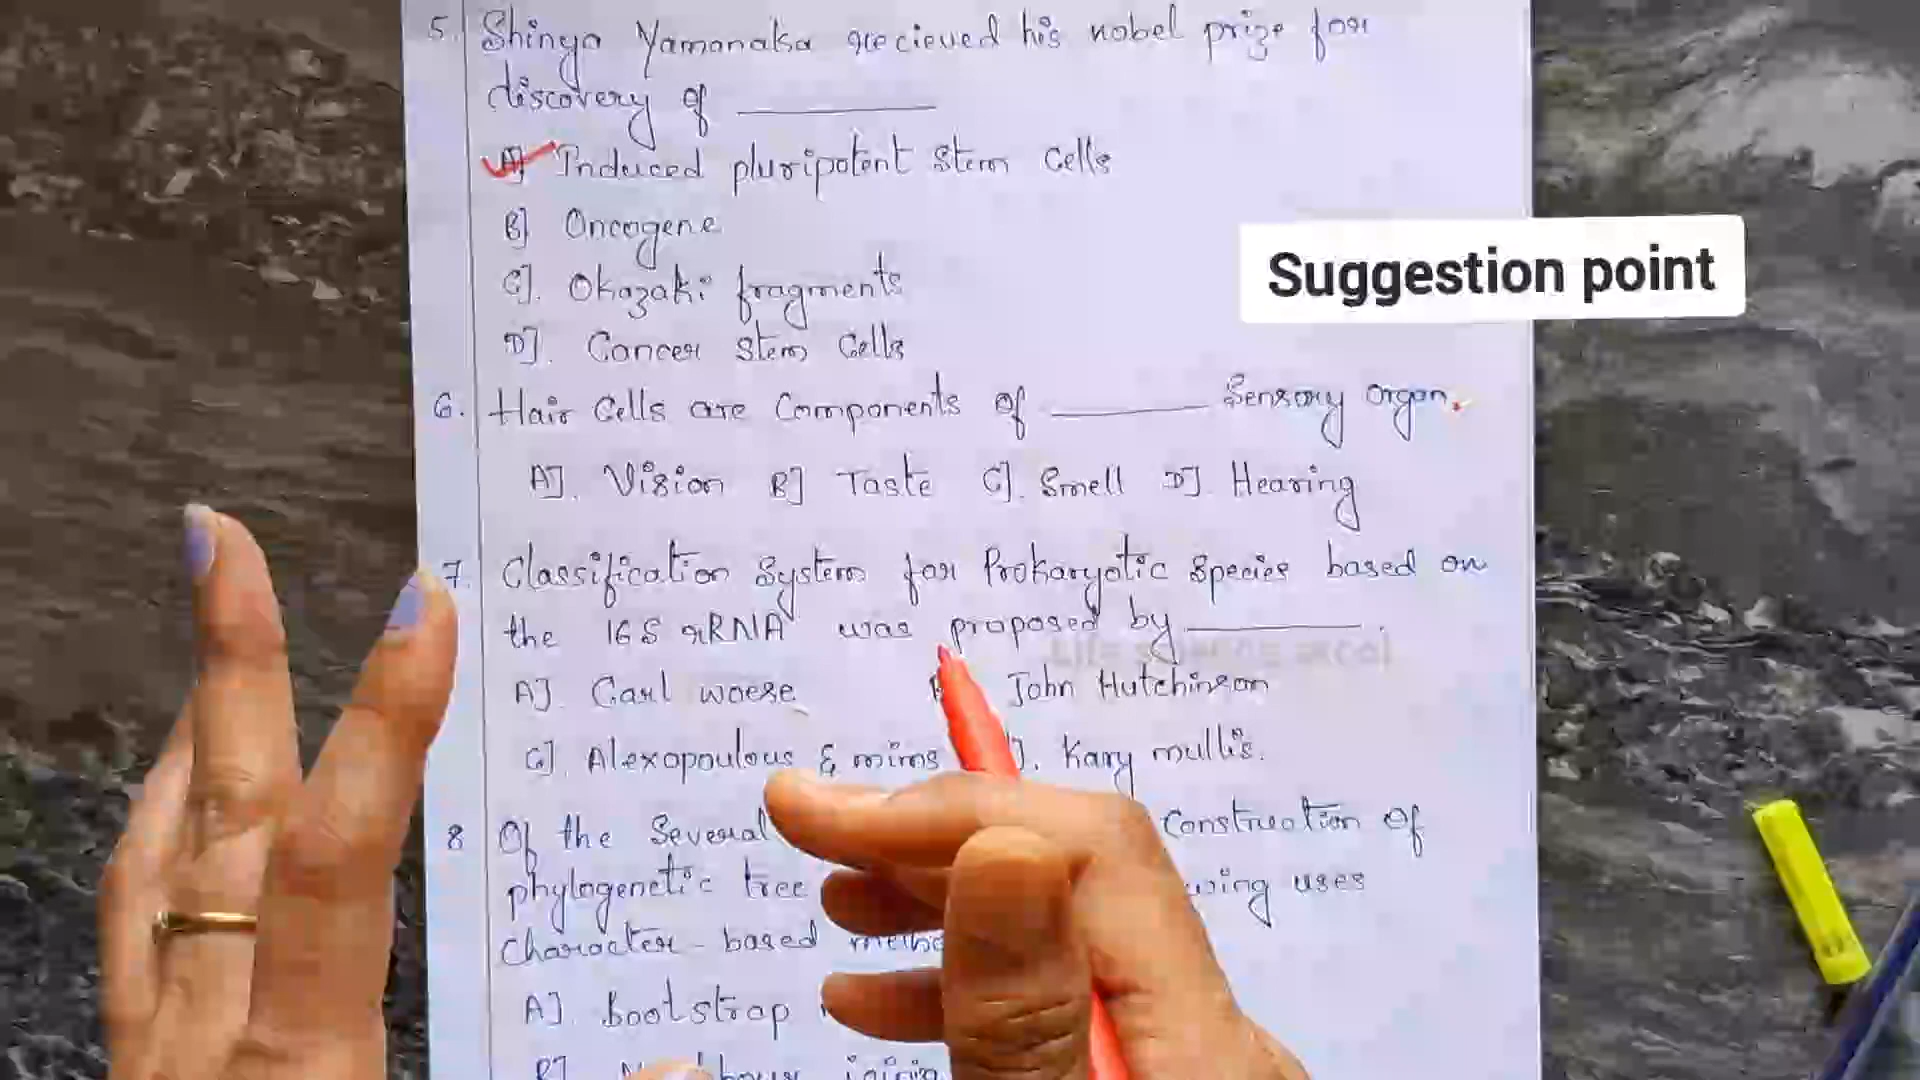 5. Shinya Yamanaka recieved his nobel prize for
discovery of ________
A] Induced pluripotent stem cells
B] Oncogene
C]. Okazaki fragments
D]. Cancer stem cells
Suggestion point
6. Hair Cells are Components of ________ Sensory organ.
A]. Vision B] Taste C]. Smell D]. Hearing
7. Classification System for Prokaryotic Species based on
the 16S rRNA was proposed by ________.
A]. Carl woese John Hutchinson
C]. Alexopoulous & mims ]. Kary mullis.
8 Of the Several Construction of
phylogenetic tree uses
Character-based
A]. bootstrap